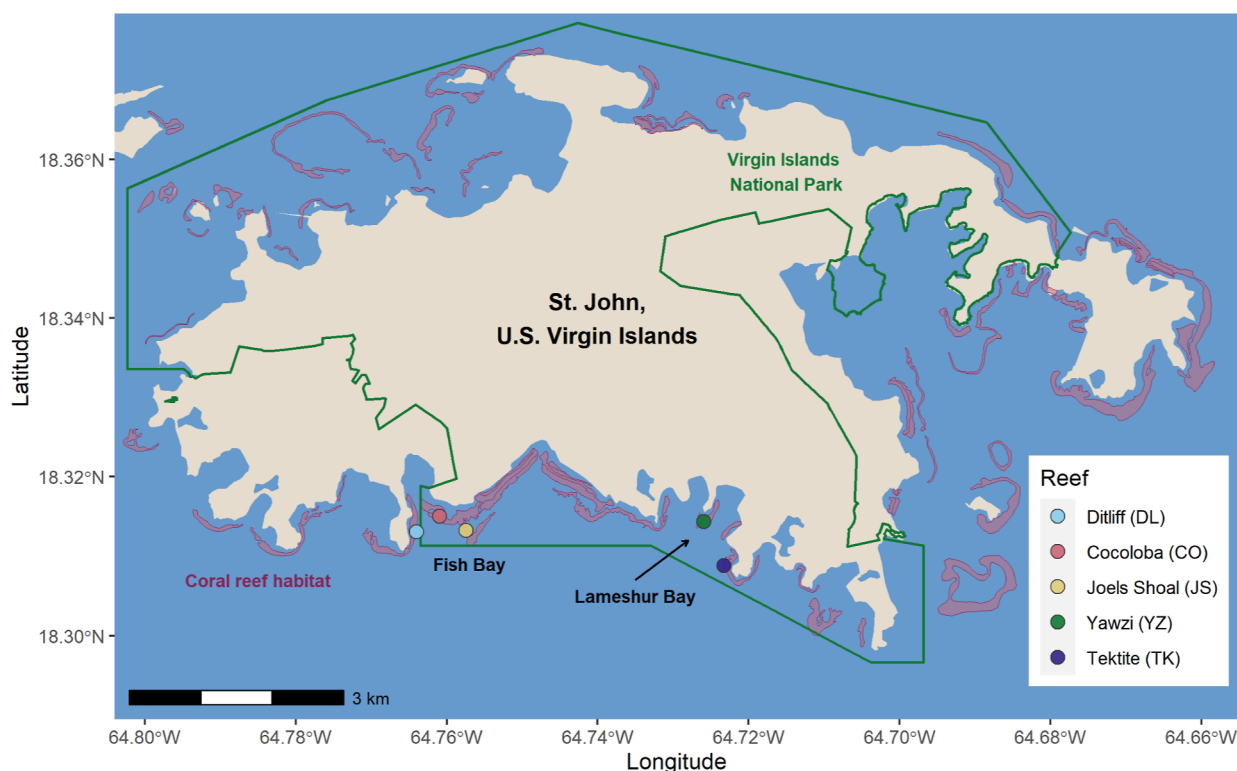 Virgin Islands
National Park
St. John,
U.S. Virgin Islands
Fish Bay
Lameshur Bay
Coral reef habitat
3 km
Reef
Ditliff (DL)
Cocoloba (CO)
Joels Shoal (JS)
Yawzi (YZ)
Tektite (TK)
Latitude
18.36°N
18.34°N
18.32°N
18.30°N
64.80°W
64.78°W
64.76°W
64.74°W
64.72°W
64.70°W
64.68°W
64.66°W
Longitude